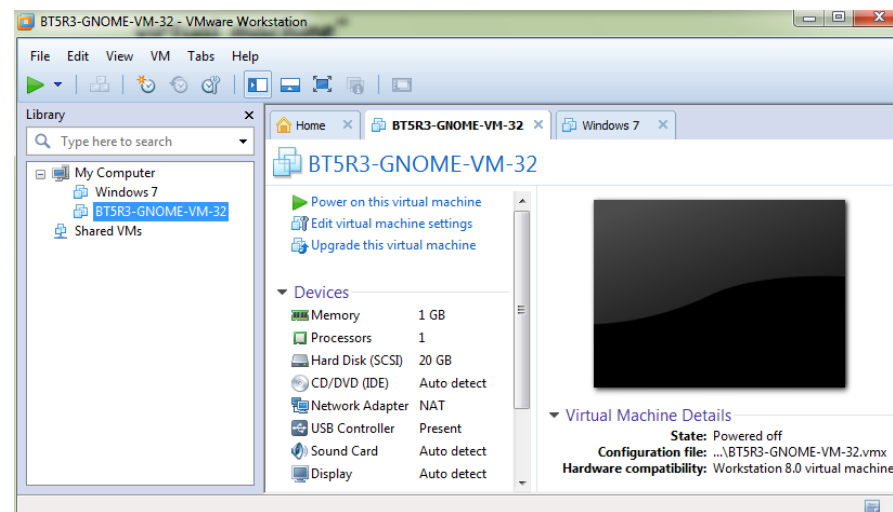 BT5R3-GNOME-VM-32 - VMware Workstation
File Edit View VM Tabs Help
Library
Type here to search
My Computer
Windows 7
BT5R3-GNOME-VM-32
Shared VMs
Home BT5R3-GNOME-VM-32 Windows 7
BT5R3-GNOME-VM-32
Power on this virtual machine
Edit virtual machine settings
Upgrade this virtual machine
Devices
Memory 1 GB
Processors 1
Hard Disk (SCSI) 20 GB
CD/DVD (IDE) Auto detect
Network Adapter NAT
USB Controller Present
Sound Card Auto detect
Display Auto detect
Virtual Machine Details
State: Powered off
Configuration file: ...\BT5R3-GNOME-VM-32.vmx
Hardware compatibility: Workstation 8.0 virtual machine